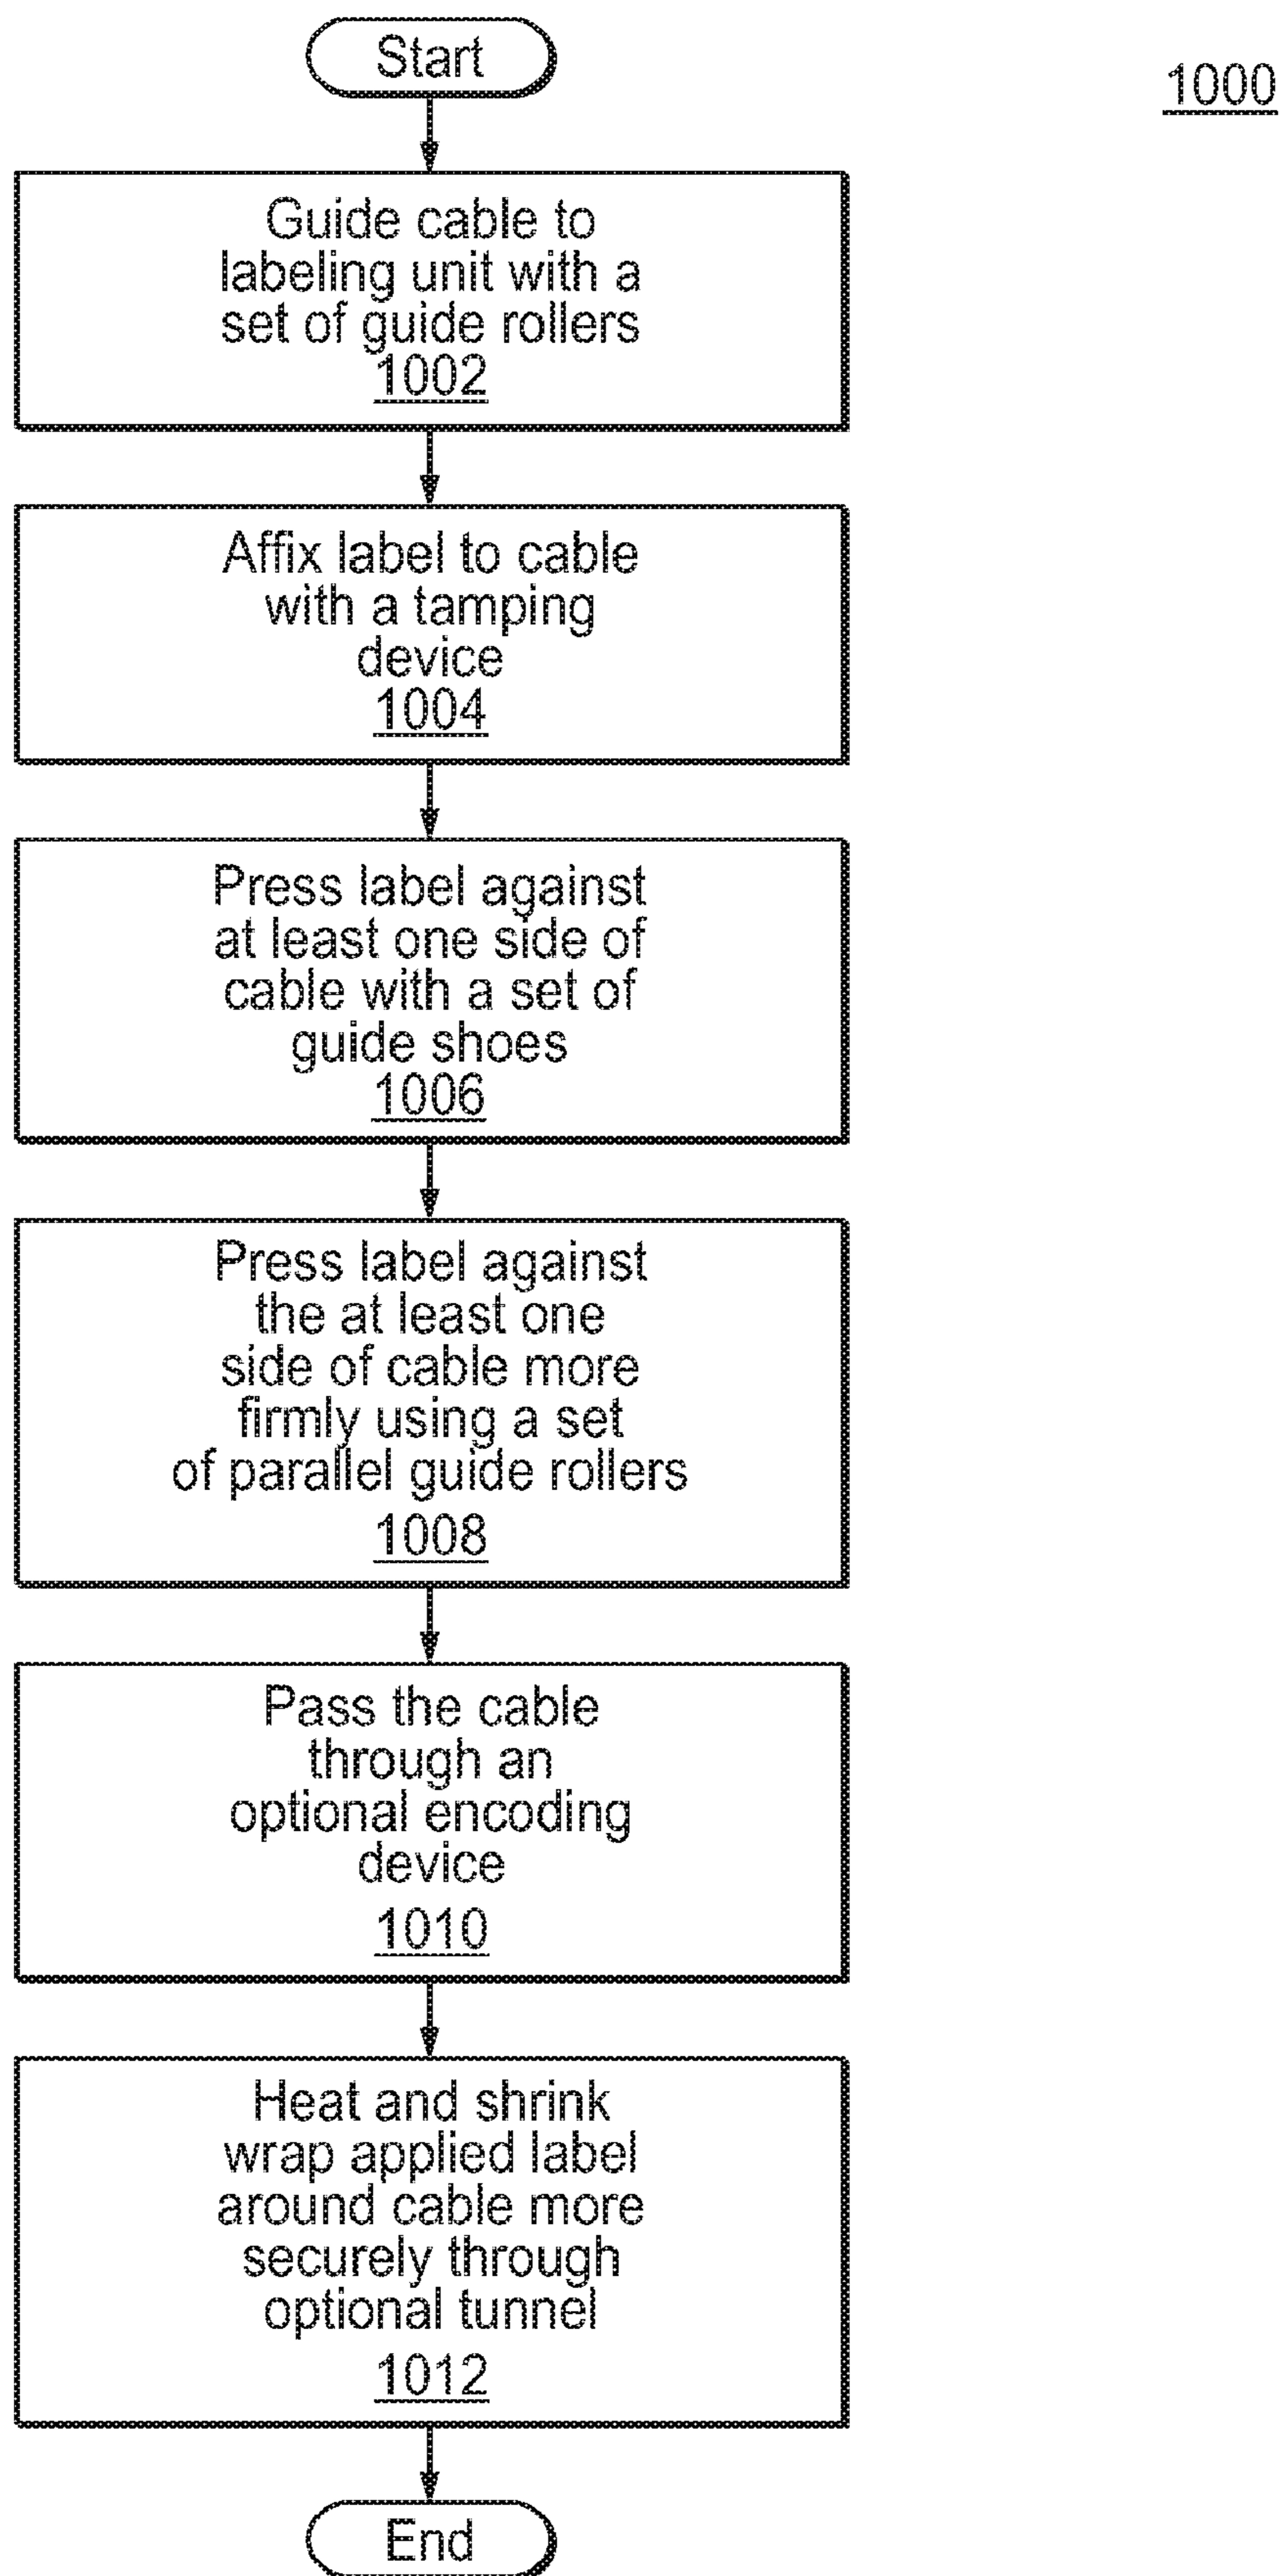 Start
1000
Guide cable to
labeling unit with a
set of guide rollers
1002
Affix label to cable
with a tamping
device
1004
Press label against
at least one side of
cable with a set of
guide shoes
1006
Press label against
the at least one
side of cable more
firmly using a set
of parallel guide rollers
1008
Pass the cable
through an
optional encoding
device
1010
Heat and shrink
wrap applied label
around cable more
securely through
optional tunnel
1012
End